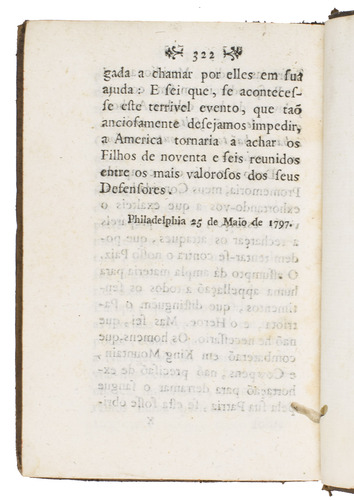 322
gada a chamar por elles em sua
ajuda: E sei que, se aconteces-
se este terrivel evento, que taõ
anciosamente desejamos impedir,
a America tornaria a achar os
Filhos de noventa e seis reunidos
entre os mais valorosos dos seus
Defensores.
Philadelphia 25 de Maio de 1797.